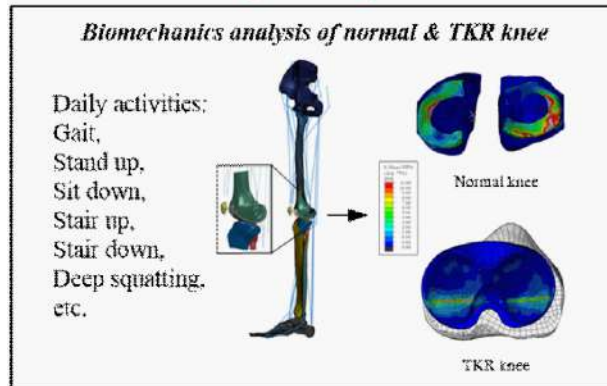 Biomechanics analysis of normal & TKR knee
Daily activities:
Gait,
Stand up,
Sit down,
Stair up,
Stair down,
Deep squatting,
etc.
Normal knee
TKR knee